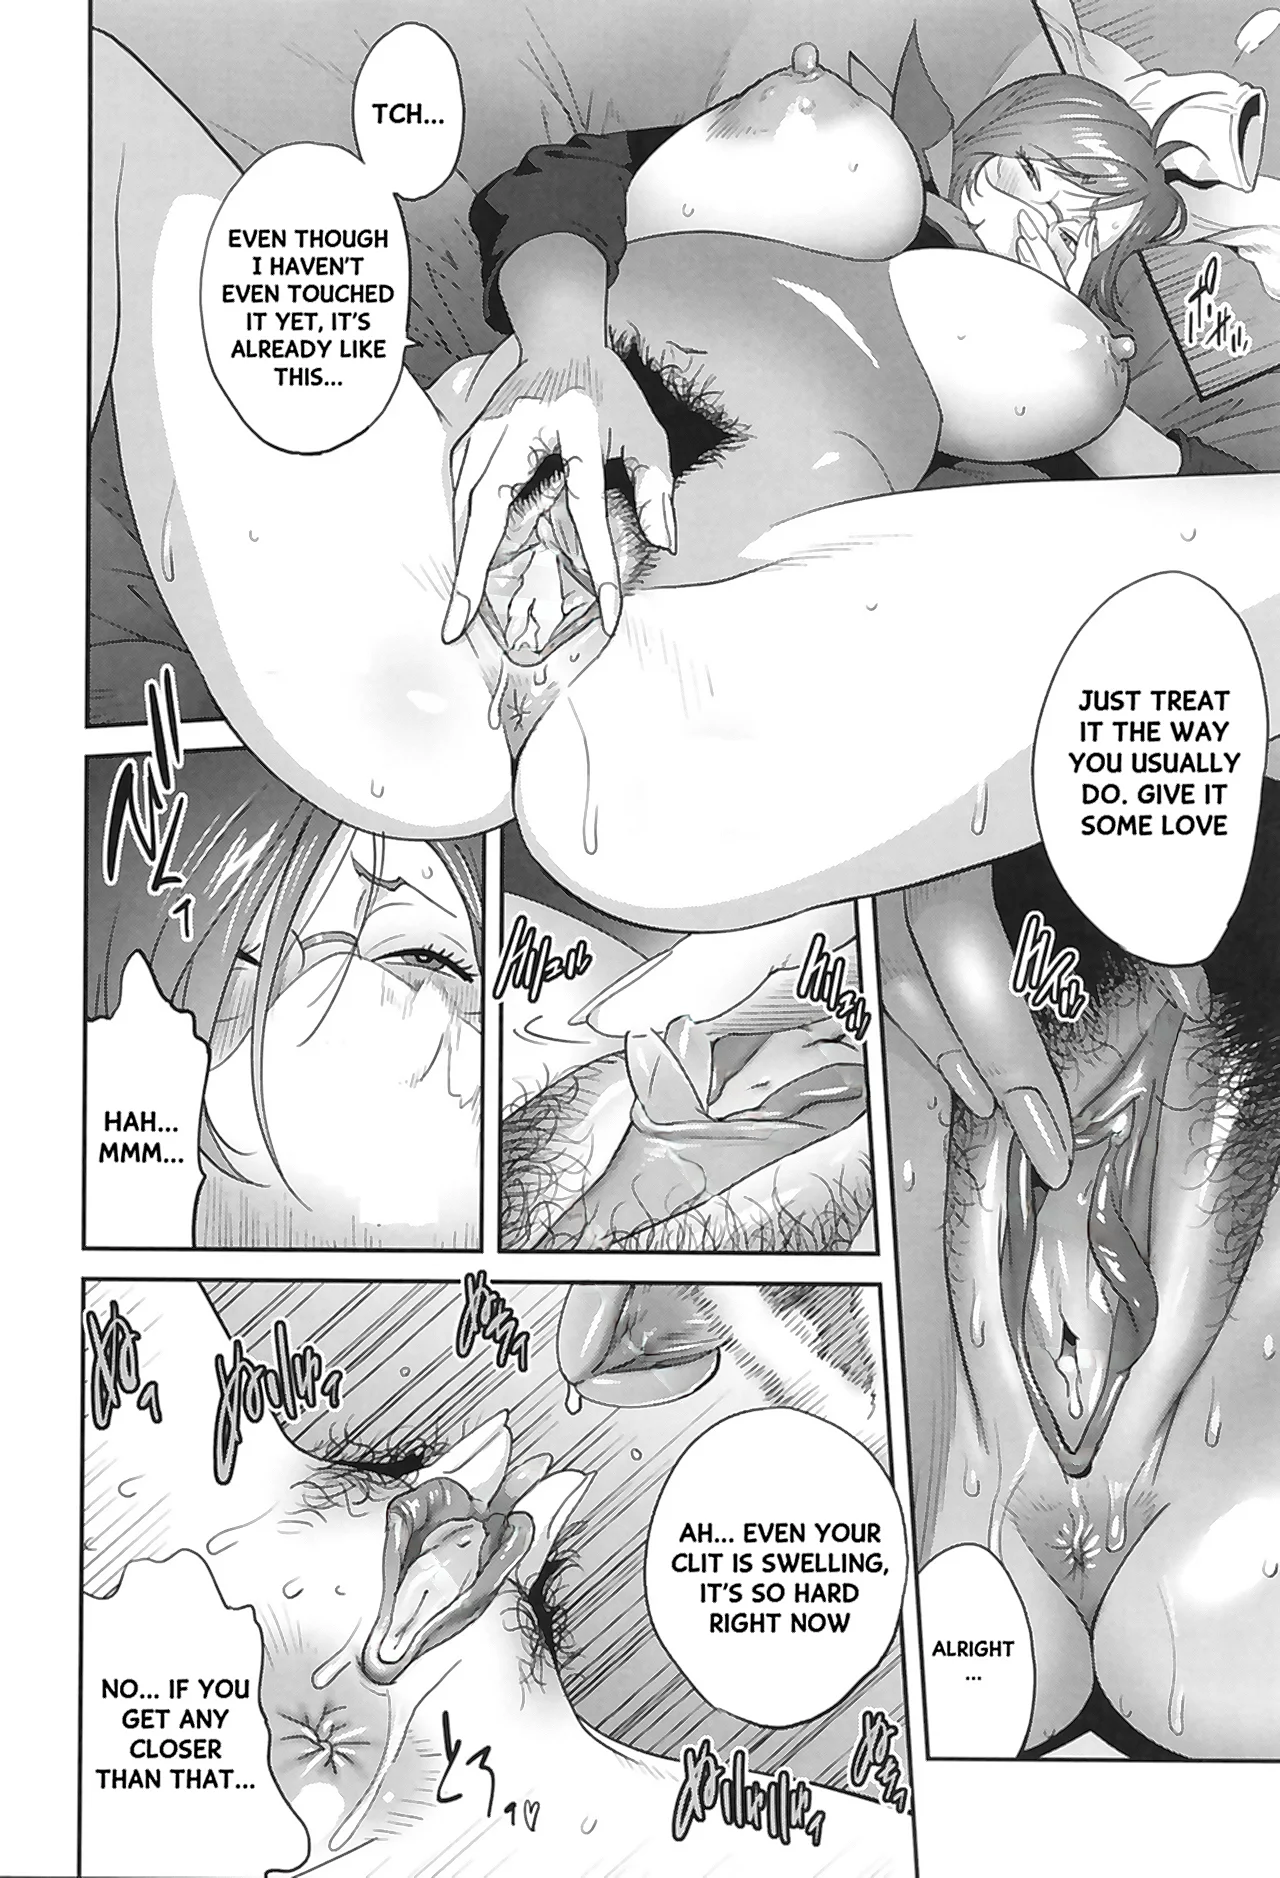 TCH...
EVEN THOUGH
I HAVEN'T
EVEN TOUCHED
IT YET, IT'S
ALREADY LIKE
THIS...
JUST TREAT
IT THE WAY
YOU USUALLY
DO. GIVE IT
SOME LOVE
HAH...
MMM...
ALRIGHT
...
AH... EVEN YOUR
CLIT IS SWELLING,
IT'S SO HARD
RIGHT NOW
NO... IF YOU
GET ANY
CLOSER
THAN THAT...